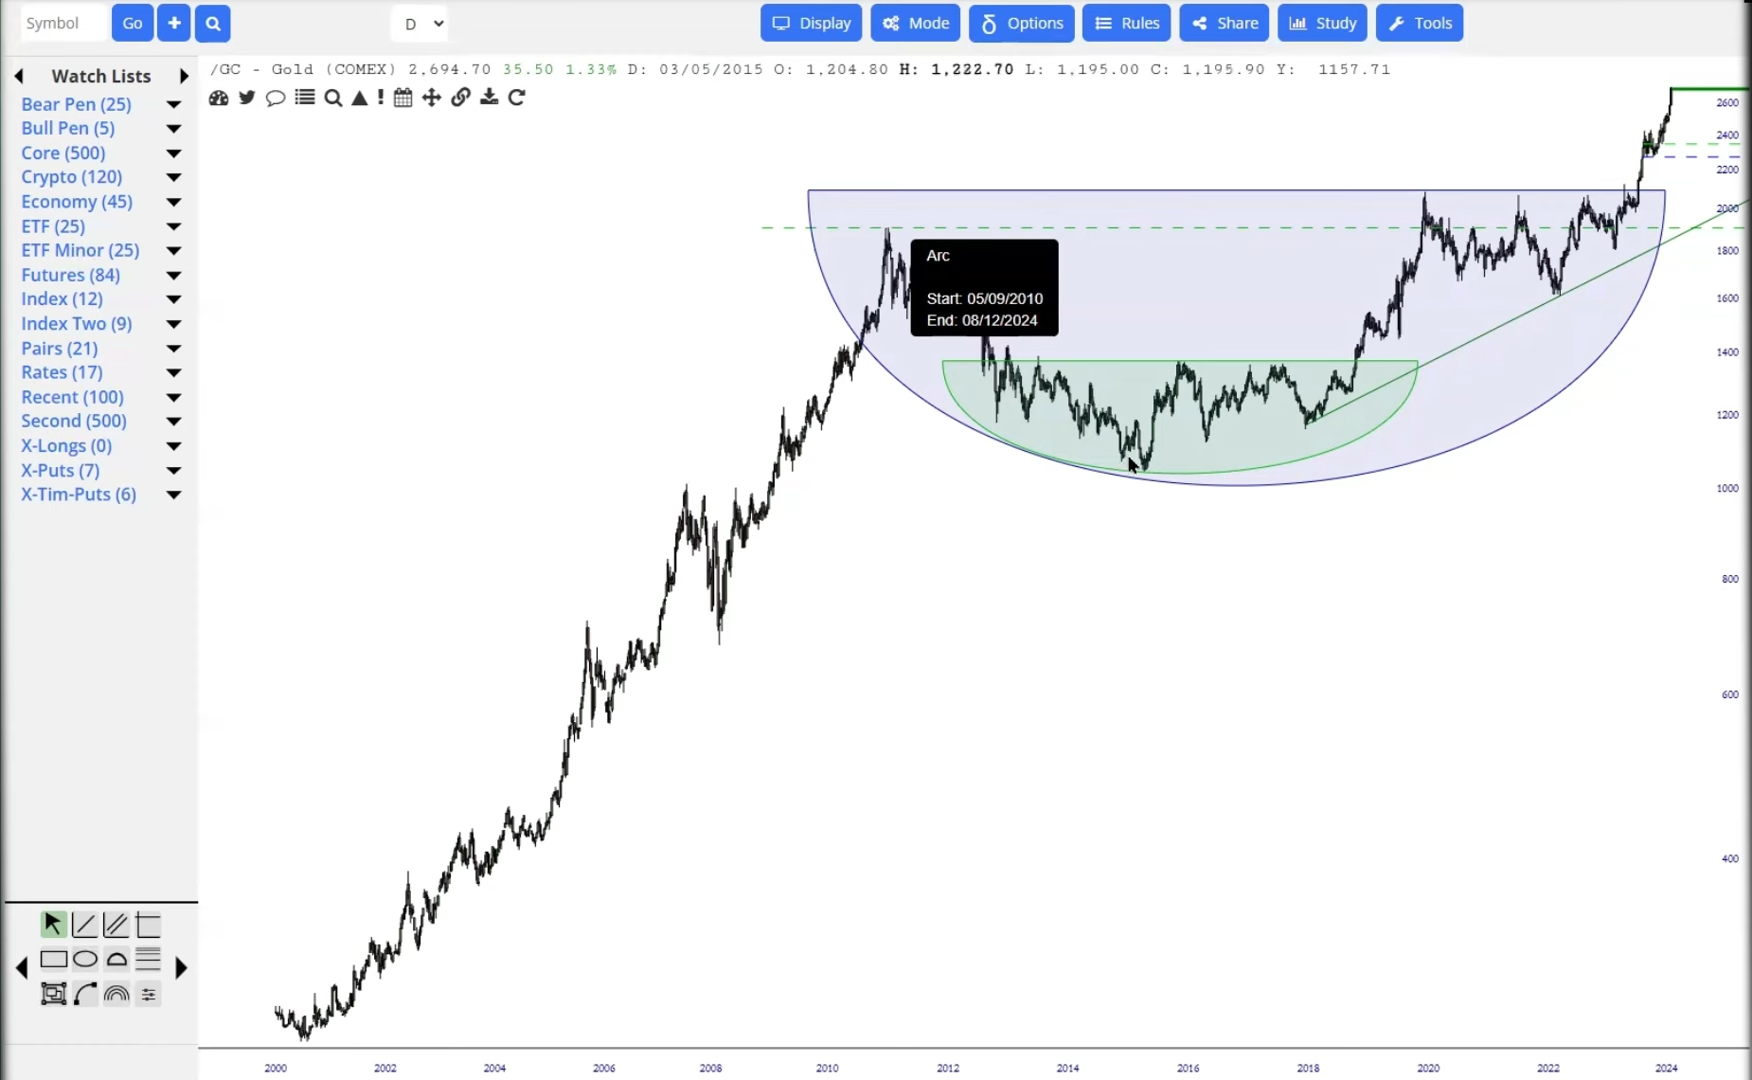 Symbol Go + D Display Mode Options Rules Share Study Tools
Watch Lists
Bear Pen (25)
Bull Pen (5)
Core (500)
Crypto (120)
Economy (45)
ETF (25)
ETF Minor (25)
Futures (84)
Index (12)
Index Two (9)
Pairs (21)
Rates (17)
Recent (100)
Second (500)
X-Longs (0)
X-Puts (7)
X-Tim-Puts (6)
/GC - Gold (COMEX) 2,694.70 35.50 1.33% D: 03/05/2015 O: 1,204.80 H: 1,222.70 L: 1,195.00 C: 1,195.90 Y: 1157.71
Arc
Start: 05/09/2010
End: 08/12/2024
2600
2400
2200
2000
1800
1600
1400
1200
1000
800
600
400
2000 2002 2004 2006 2008 2010 2012 2014 2016 2018 2020 2022 2024